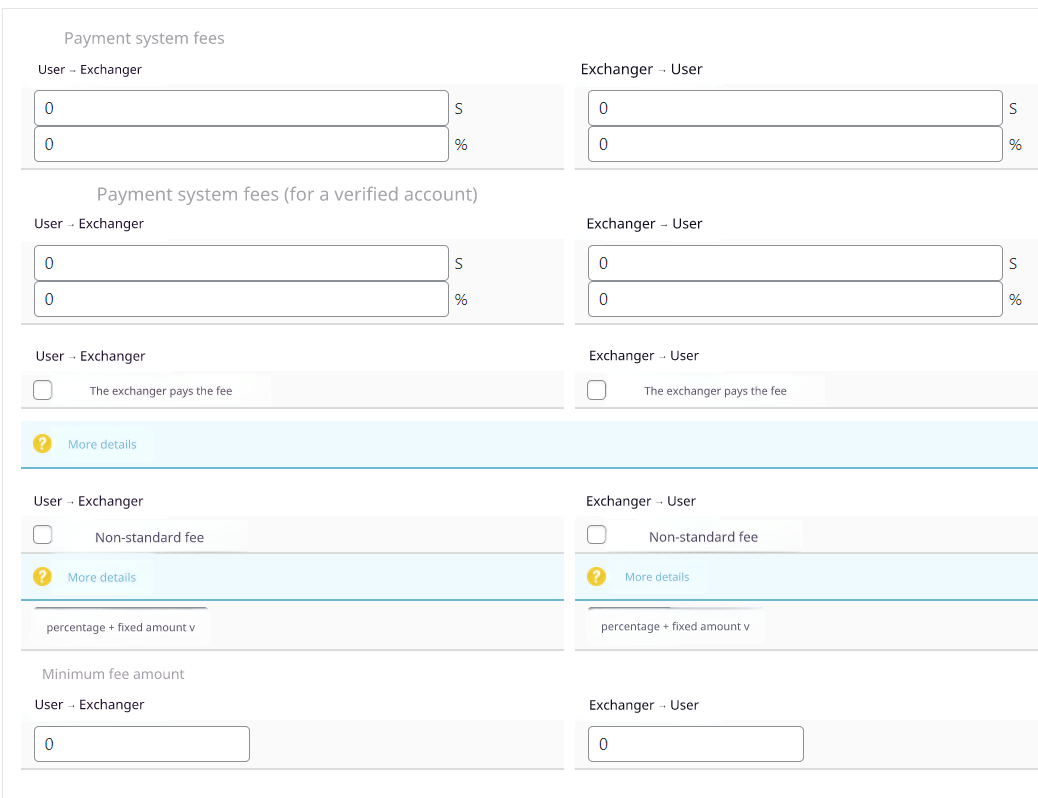 Payment system fees
User → Exchanger
Exchanger → User
0 S
0 S
0 %
0 %
Payment system fees (for a verified account)
User → Exchanger
Exchanger → User
0 S
0 S
0 %
0 %
User → Exchanger
Exchanger → User
The exchanger pays the fee
The exchanger pays the fee
? More details
User → Exchanger
Exchanger → User
Non-standard fee
Non-standard fee
? More details
? More details
percentage + fixed amount v
percentage + fixed amount v
Minimum fee amount
User → Exchanger
Exchanger → User
0
0